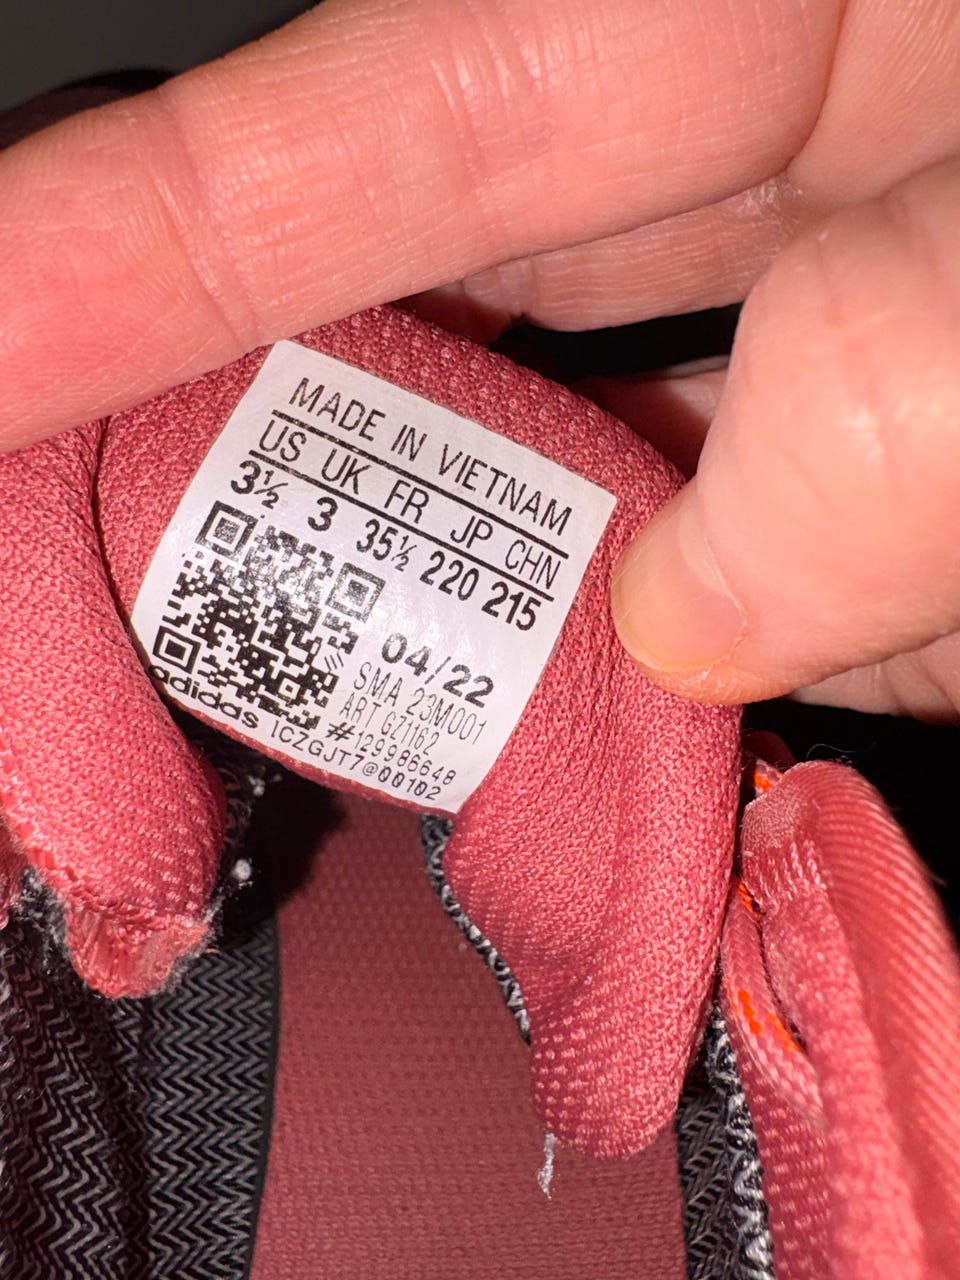 MADE IN VIETNAM
US UK FR JP CHN
3½ 3 35½ 220 215
04/22
SMA 23M001
ART GZ1162
#129986648
adidas ICZGJT7@00102